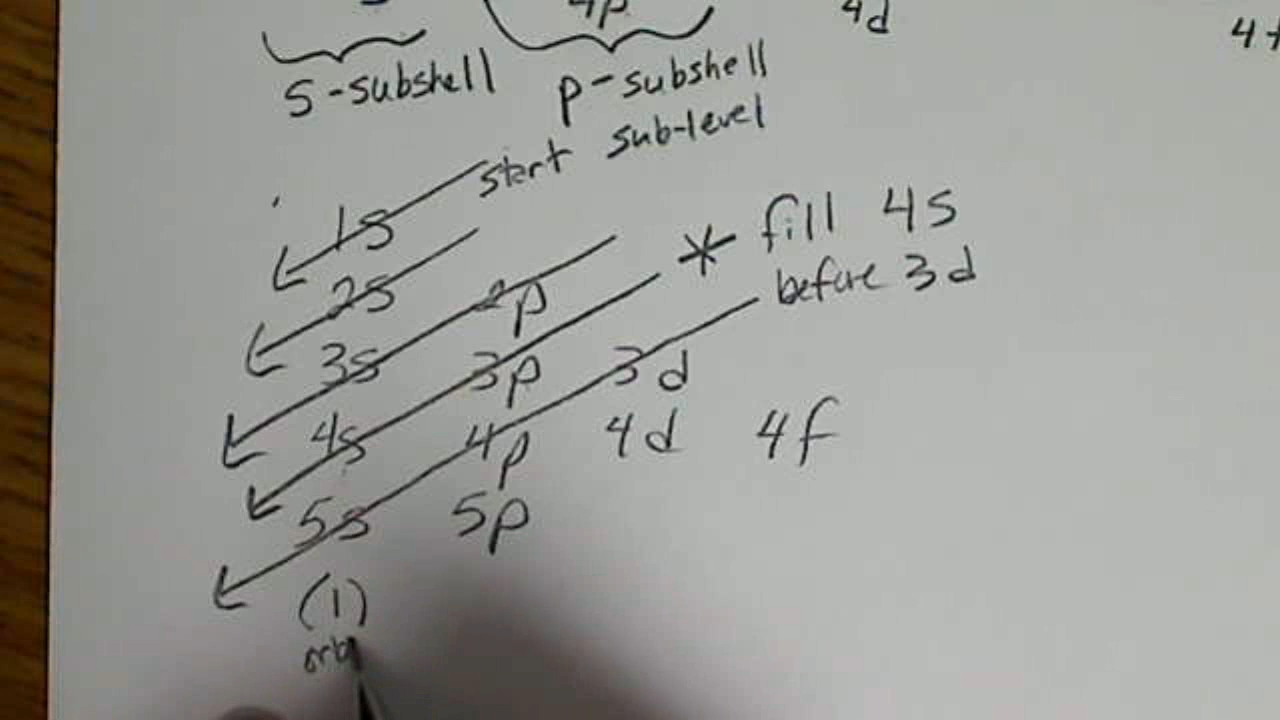 4p 4d
4f
s-subshell p-subshell
sub-level
start
1s
* fill 4s
before 3d
2s 2p
3s 3p 3d
4s 4p 4d 4f
5s 5p
(1)
orb